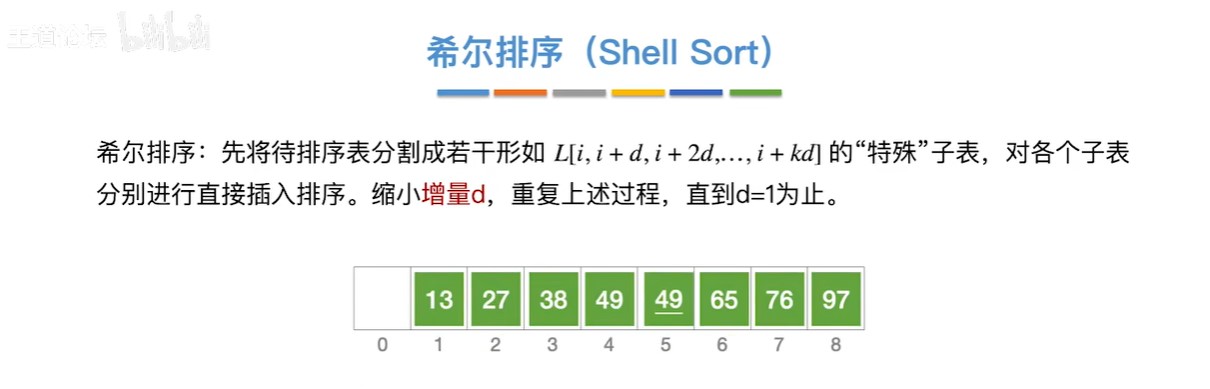 王道论坛 bilibili
希尔排序（Shell Sort）
希尔排序：先将待排序表分割成若干形如 L[i, i + d, i + 2d,…, i + kd] 的“特殊”子表，对各个子表
分别进行直接插入排序。缩小增量d，重复上述过程，直到d=1为止。
13 27 38 49 49 65 76 97
0 1 2 3 4 5 6 7 8